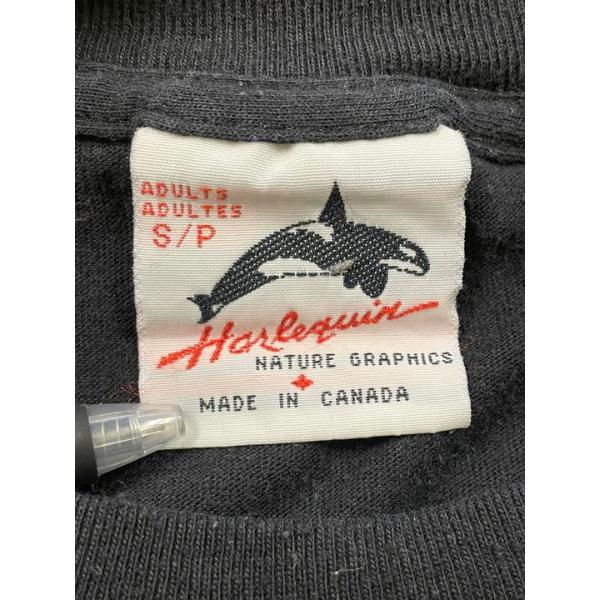 ADULTS
ADULTES
S/P
Harlequin
NATURE GRAPHICS
MADE IN CANADA